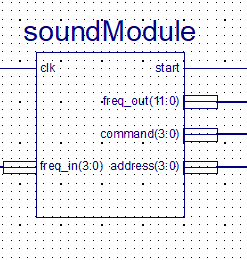 soundModule
clk start
freq_out(11:0)
command(3:0)
freq_in(3:0) address(3:0)